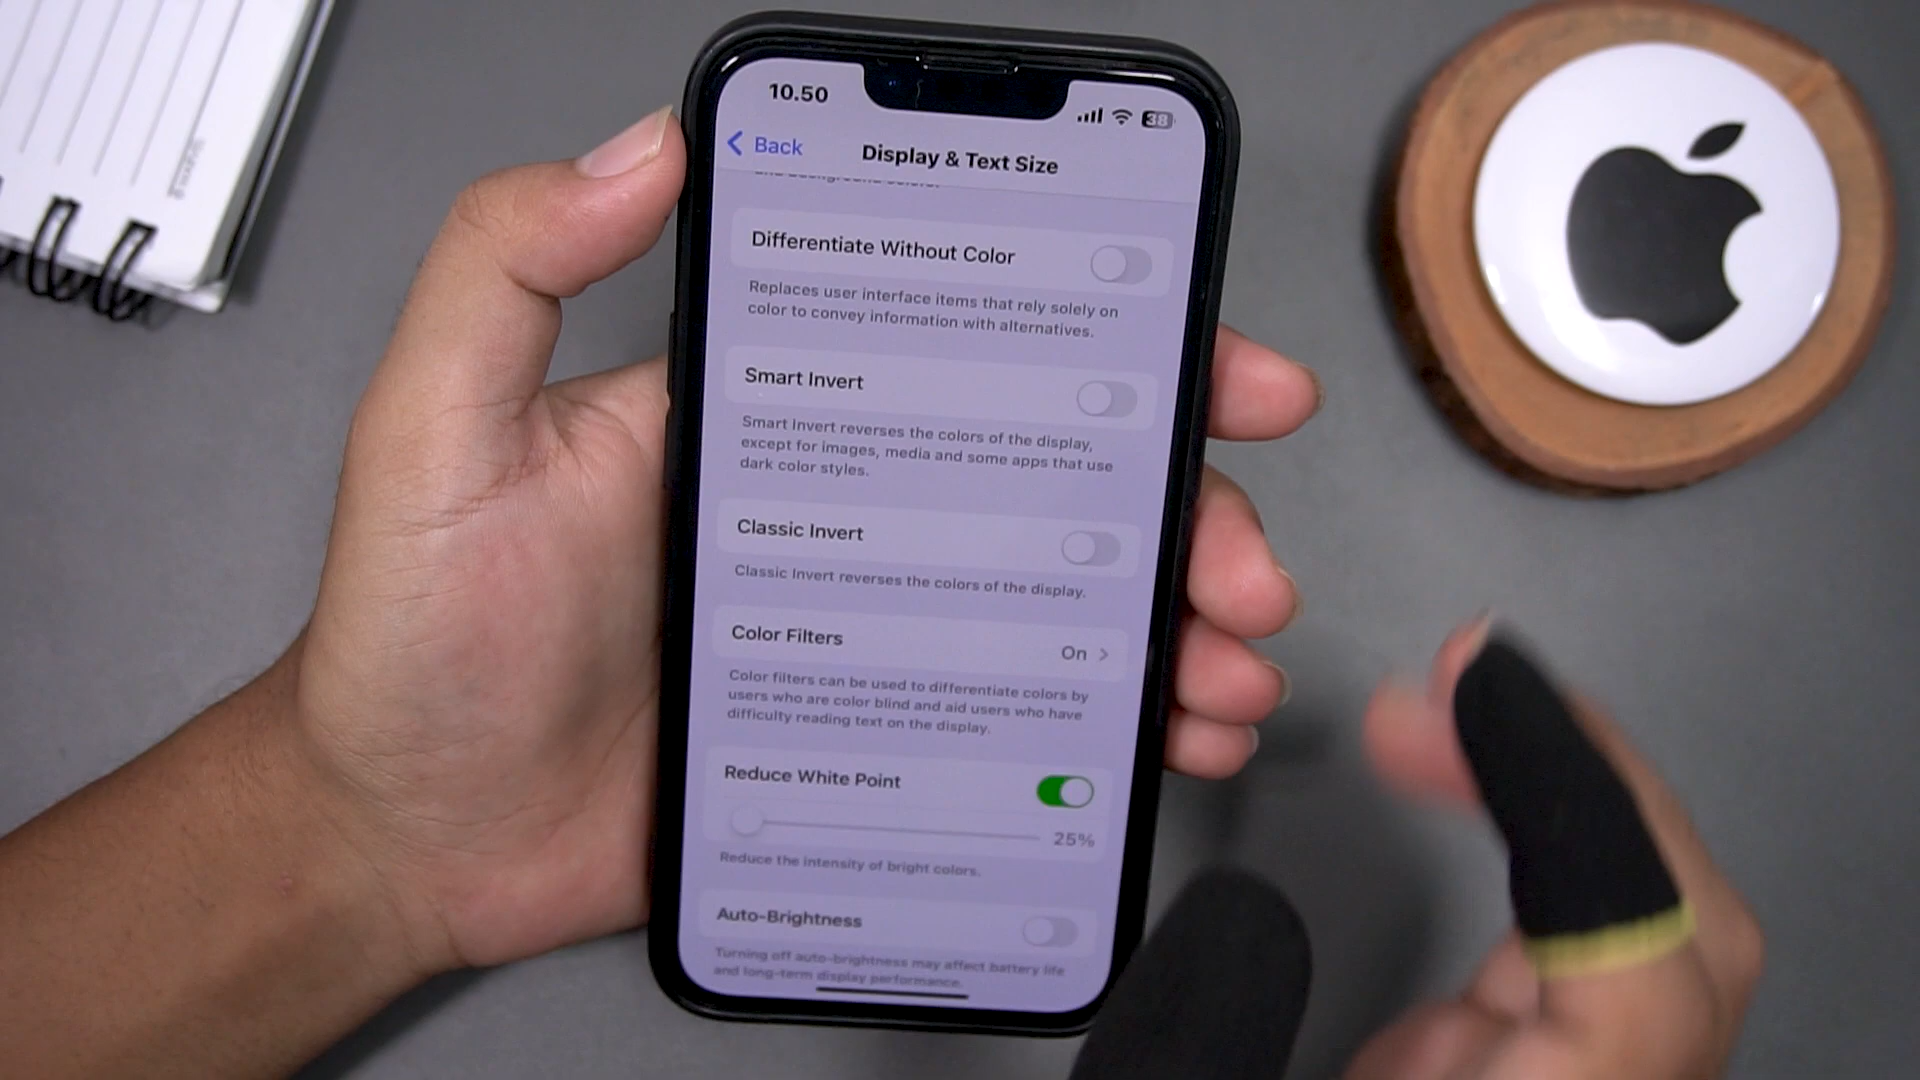 10.50
38
Back
Display & Text Size
and background colors.
Differentiate Without Color
Replaces user interface items that rely solely on
color to convey information with alternatives.
Smart Invert
Smart Invert reverses the colors of the display,
except for images, media and some apps that use
dark color styles.
Classic Invert
Classic Invert reverses the colors of the display.
Color Filters
On
Color filters can be used to differentiate colors by
users who are color blind and aid users who have
difficulty reading text on the display.
Reduce White Point
25%
Reduce the intensity of bright colors.
Auto-Brightness
Turning off auto-brightness may affect battery life
and long-term display performance.